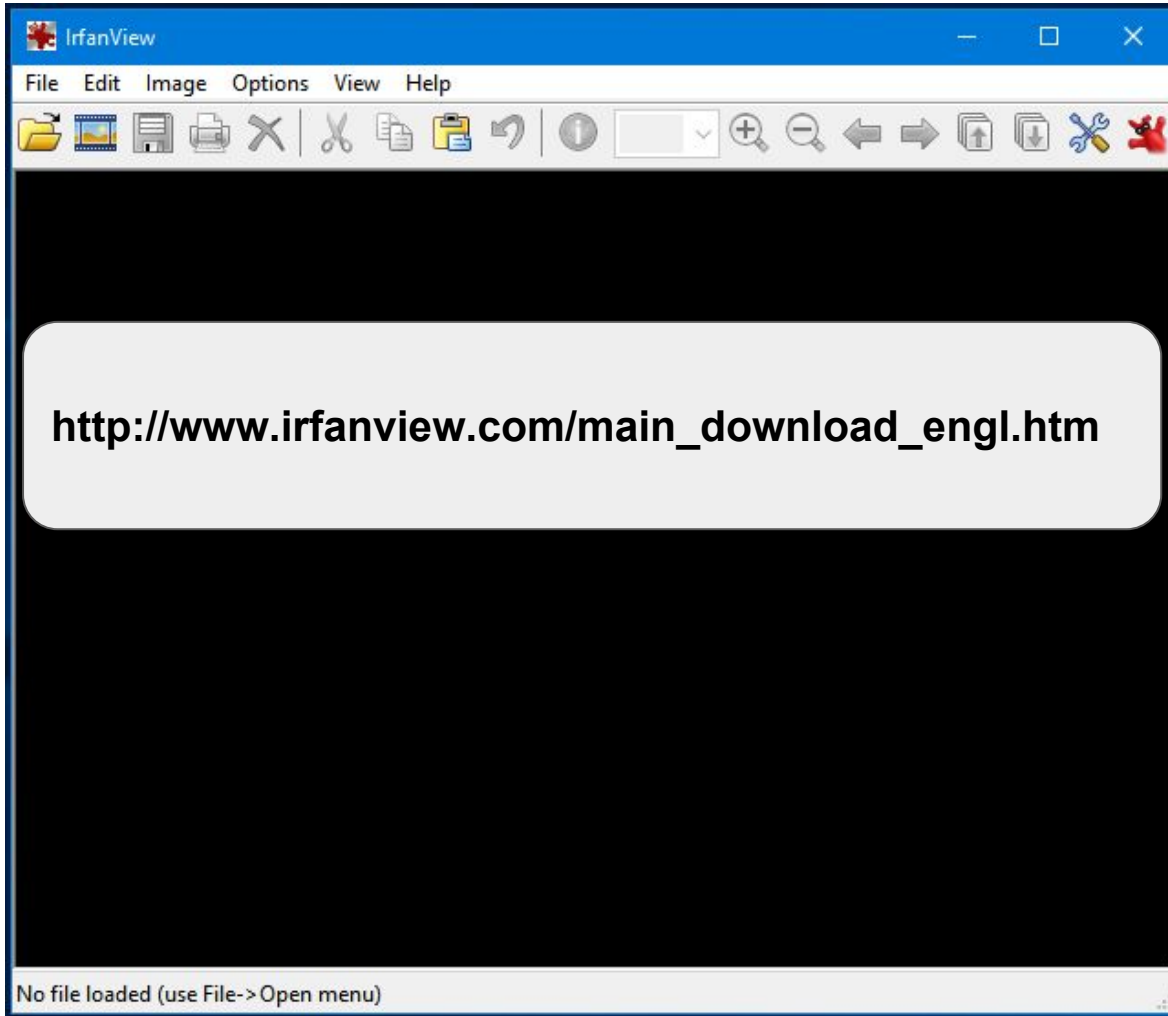 IrfanView
File Edit Image Options View Help
http://www.irfanview.com/main_download_engl.htm
No file loaded (use File->Open menu)